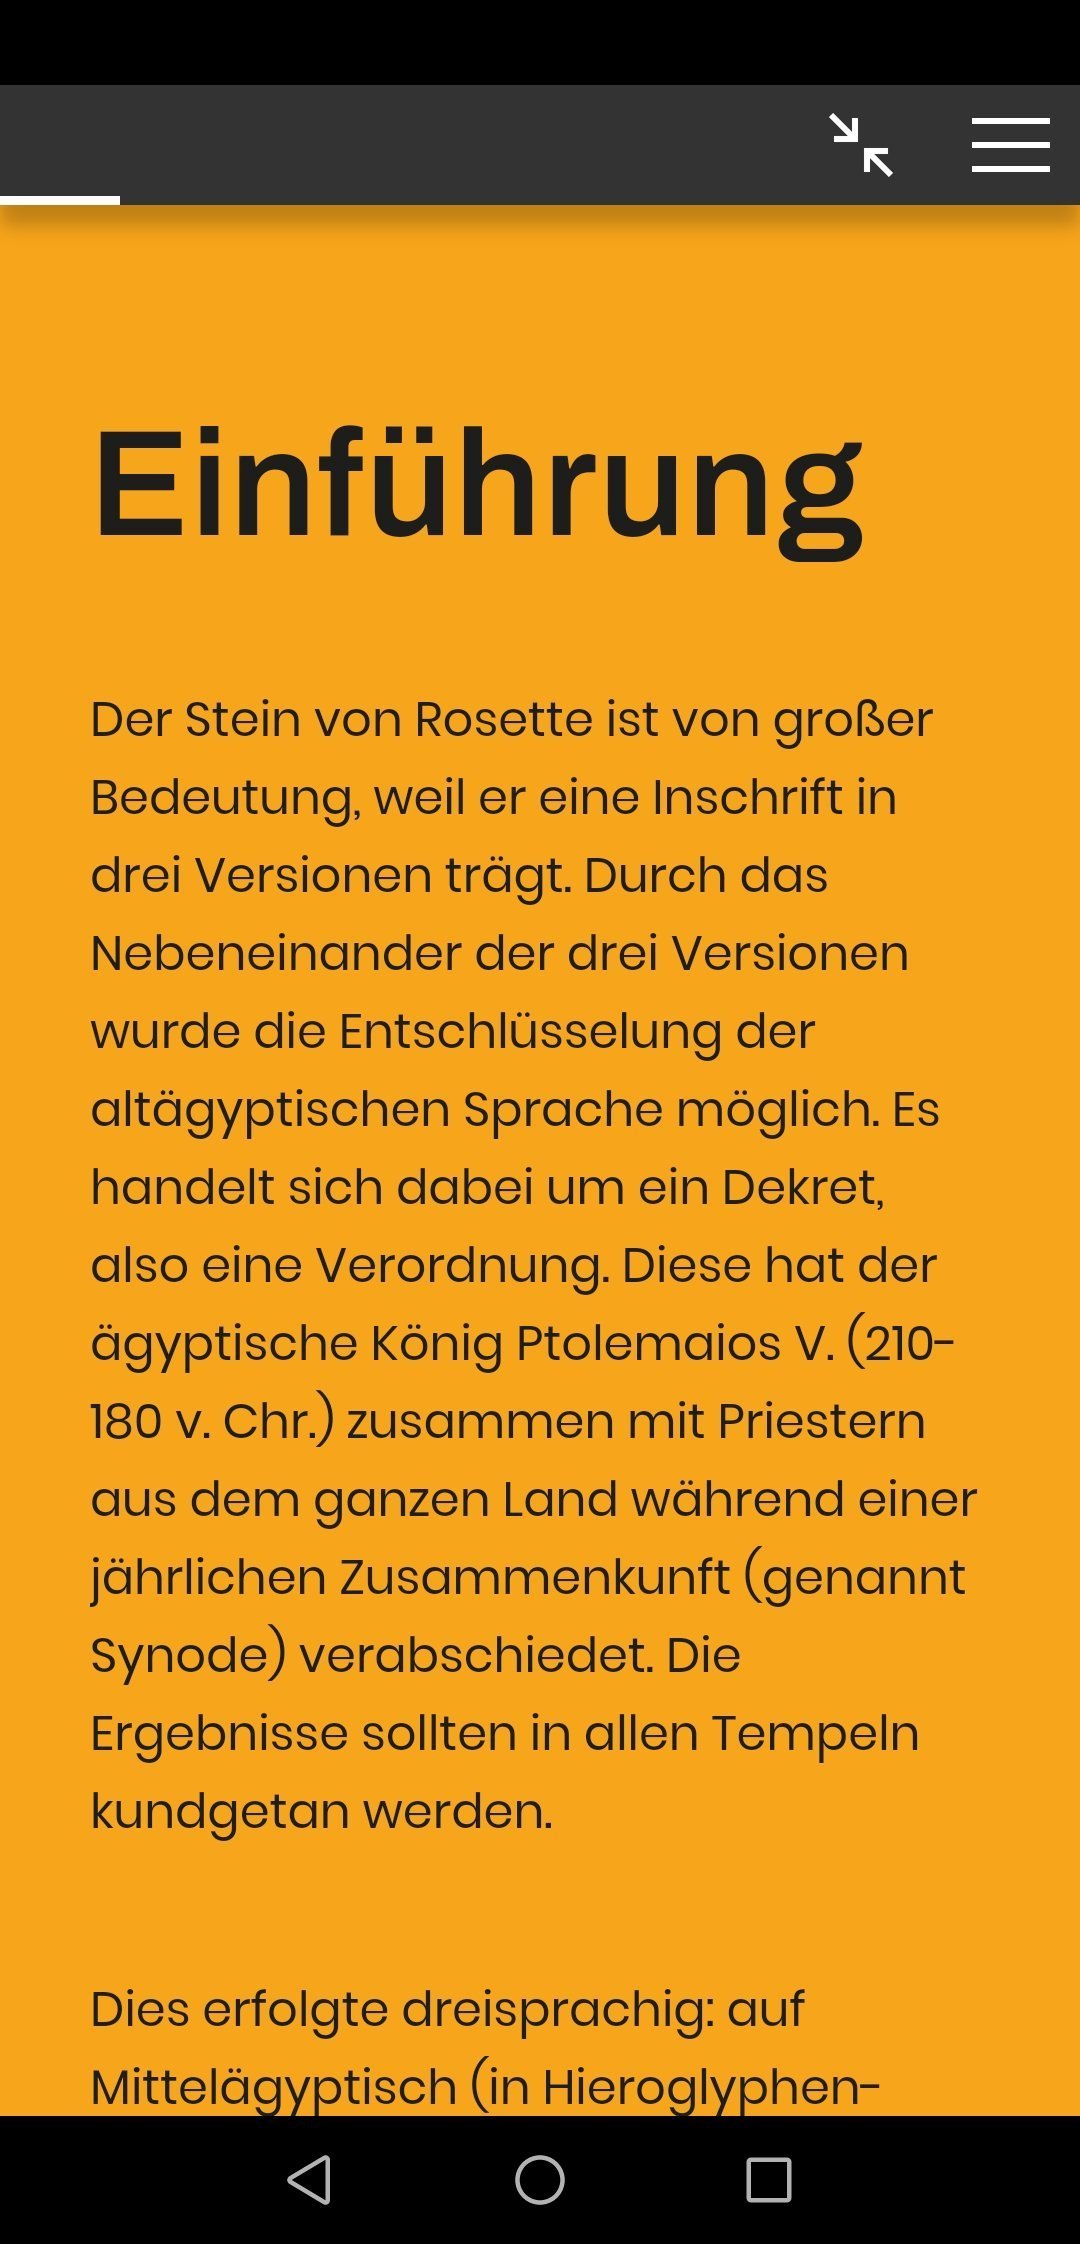 Einführung
Der Stein von Rosette ist von großer
Bedeutung, weil er eine Inschrift in
drei Versionen trägt. Durch das
Nebeneinander der drei Versionen
wurde die Entschlüsselung der
altägyptischen Sprache möglich. Es
handelt sich dabei um ein Dekret,
also eine Verordnung. Diese hat der
ägyptische König Ptolemaios V. (210-
180 v. Chr.) zusammen mit Priestern
aus dem ganzen Land während einer
jährlichen Zusammenkunft (genannt
Synode) verabschiedet. Die
Ergebnisse sollten in allen Tempeln
kundgetan werden.
Dies erfolgte dreisprachig: auf
Mittelägyptisch (in Hieroglyphen-